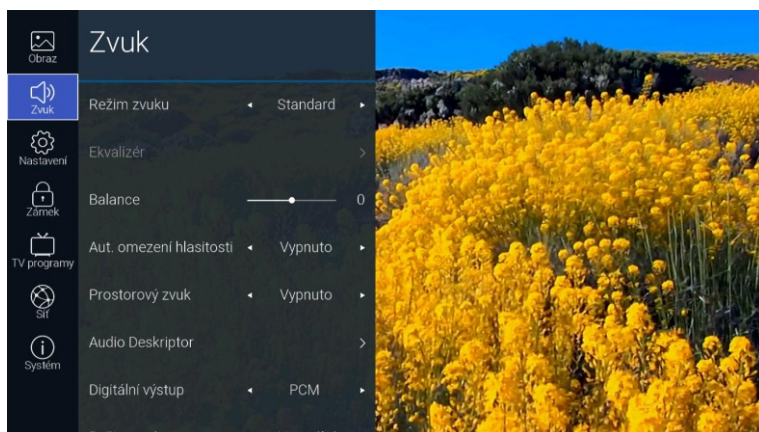 Obraz
Zvuk
Nastavení
Zámek
TV programy
Síť
Systém
Zvuk
Režim zvuku Standard
Ekvalizér
Balance 0
Aut. omezení hlasitosti Vypnuto
Prostorový zvuk Vypnuto
Audio Deskriptor
Digitální výstup PCM